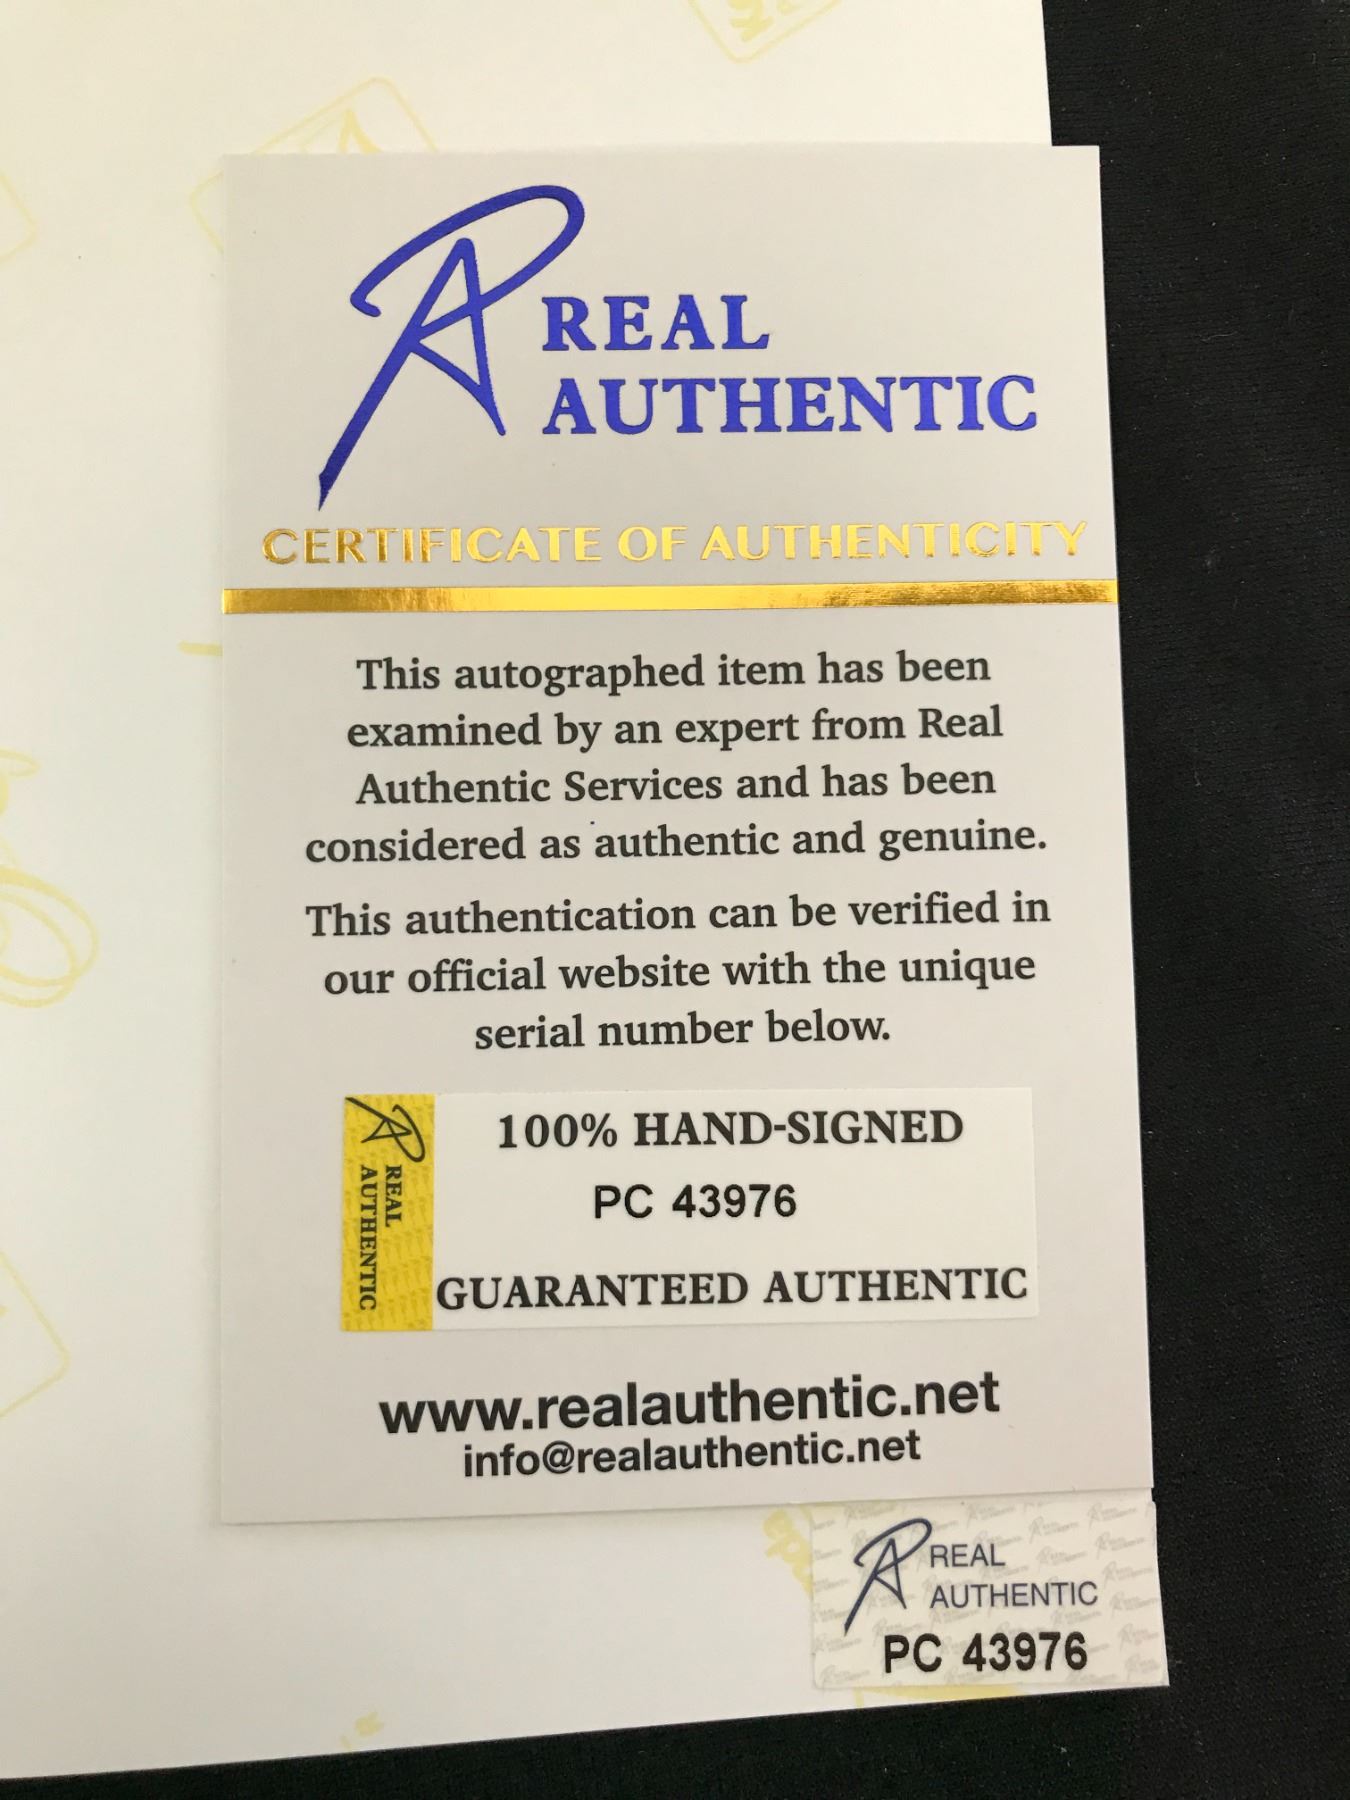 REAL
AUTHENTIC
CERTIFICATE OF AUTHENTICITY
This autographed item has been
examined by an expert from Real
Authentic Services and has been
considered as authentic and genuine.
This authentication can be verified in
our official website with the unique
serial number below.
REAL
AUTHENTIC
100% HAND-SIGNED
PC 43976
GUARANTEED AUTHENTIC
www.realauthentic.net
info@realauthentic.net
REAL
AUTHENTIC
PC 43976